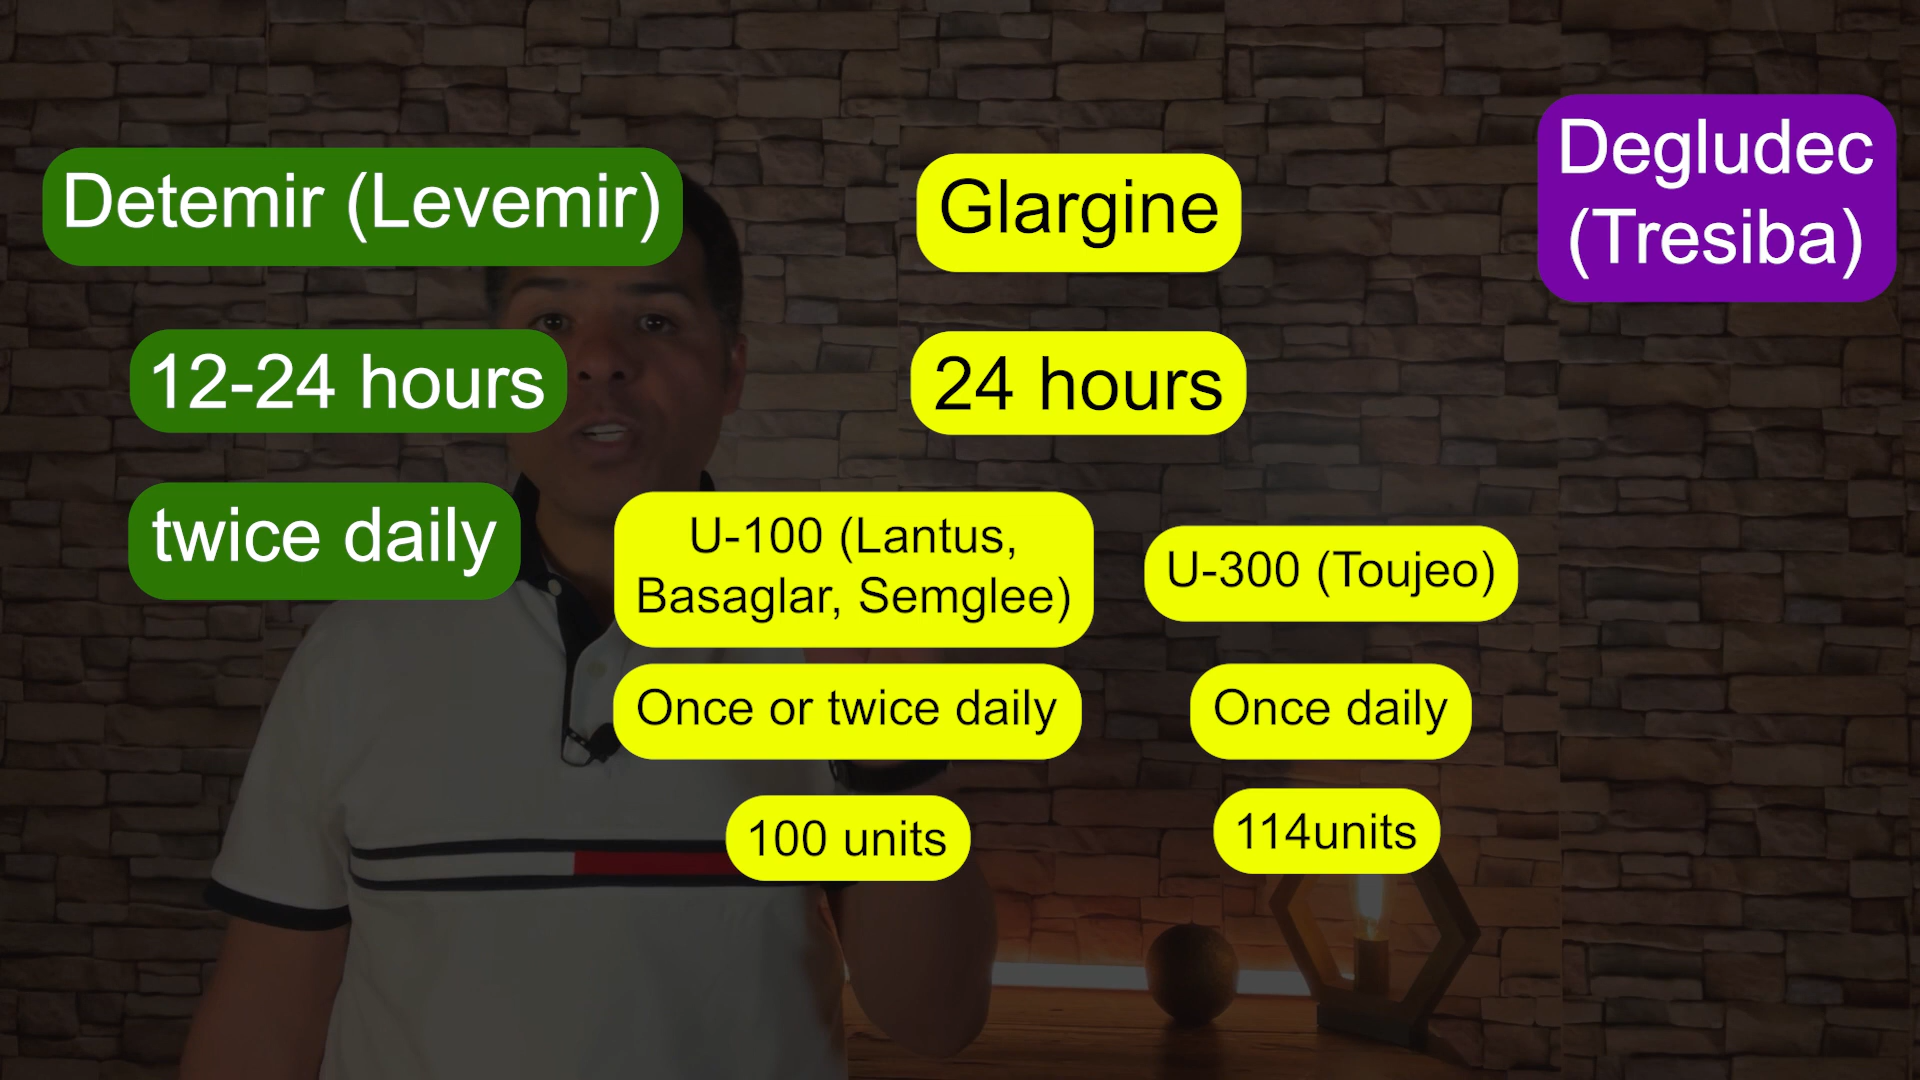 Detemir (Levemir)
12-24 hours
twice daily
Glargine
24 hours
U-100 (Lantus,
Basaglar, Semglee)
Once or twice daily
100 units
U-300 (Toujeo)
Once daily
114units
Degludec
(Tresiba)